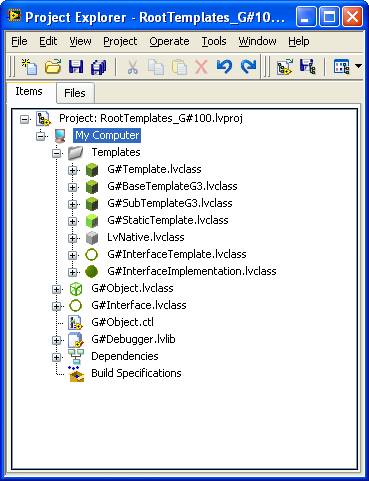 Project Explorer - RootTemplates_G#10...
File Edit View Project Operate Tools Window Help
Items Files
Project: RootTemplates_G#100.lvproj
My Computer
Templates
G#Template.lvclass
G#BaseTemplateG3.lvclass
G#SubTemplateG3.lvclass
G#StaticTemplate.lvclass
LvNative.lvclass
G#InterfaceTemplate.lvclass
G#InterfaceImplementation.lvclass
G#Object.lvclass
G#Interface.lvclass
G#Object.ctl
G#Debugger.lvlib
Dependencies
Build Specifications